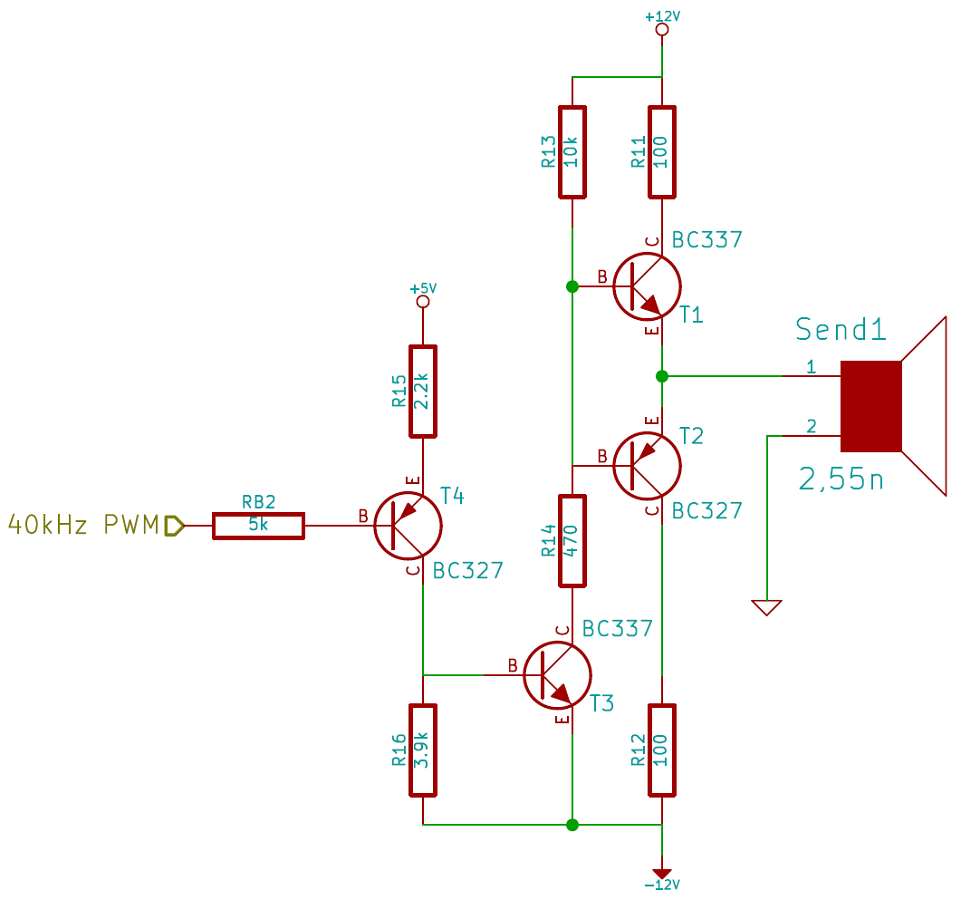 +12V
R13
10k
R11
100
C
BC337
B
T1
E
+5V
R15
2.2k
Send1
1
2
2,55n
E
T2
B
C
BC327
E
T4
RB2
5k
40kHz PWM
B
C
BC327
R14
470
C
BC337
B
T3
E
R16
3.9k
R12
100
-12V